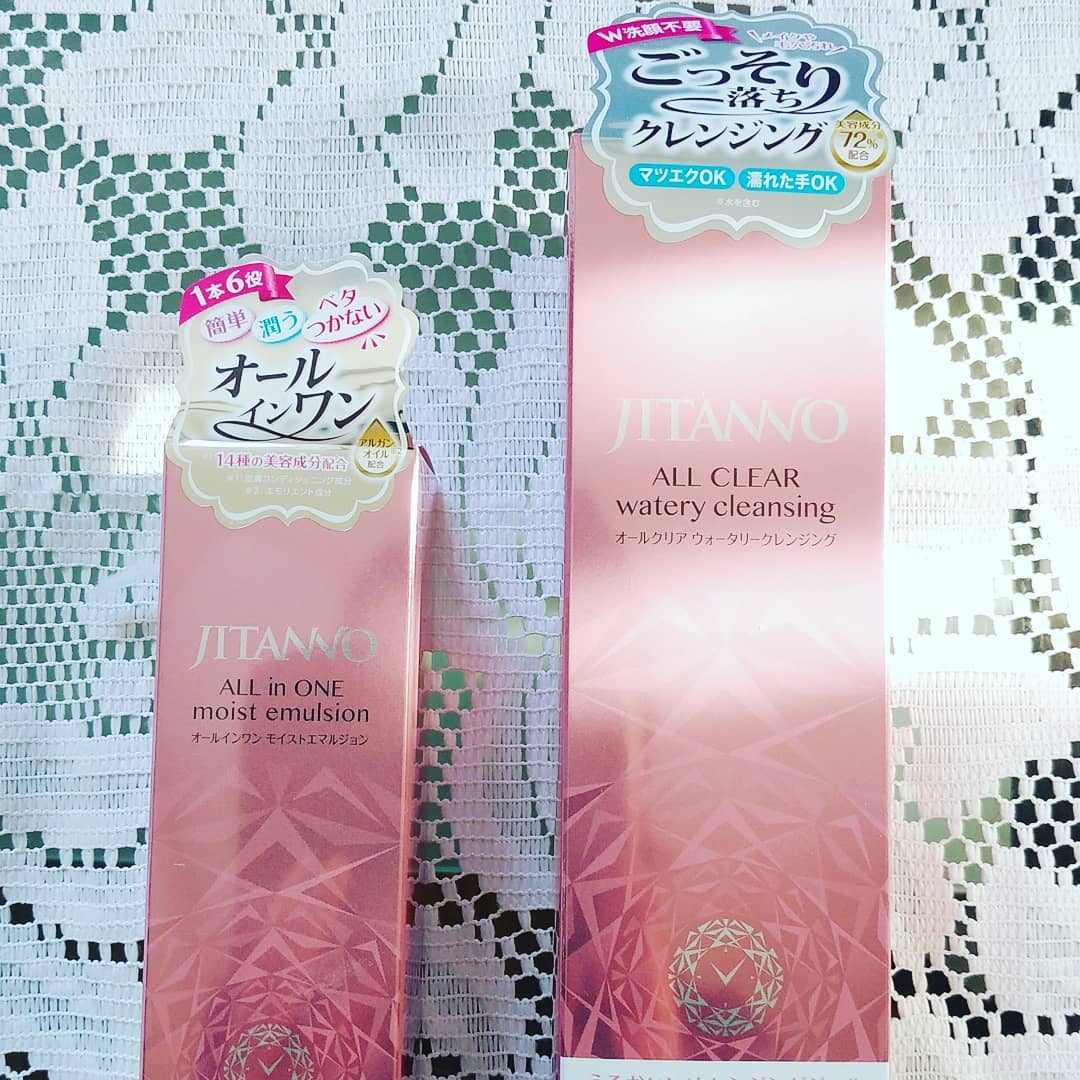 1本6役
簡単
潤う
ベタ
つかない
オール
インワン
アルガン
オイル
配合
14種の美容成分配合
JITANNO
ALL in ONE
moist emulsion
オールインワン モイストエマルジョン
W洗顔不要
ごっそり
落ち
クレンジング
美容成分
72%
配合
マツエクOK
濡れた手OK
※水を含む
JITANNO
ALL CLEAR
watery cleansing
オールクリア ウォータリークレンジング